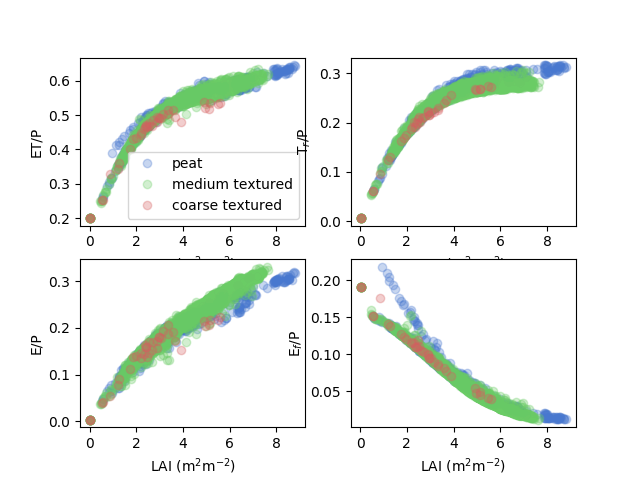 0.6
0.5
0.4
0.3
0.2
ET/P
0 2 4 6 8
peat
medium textured
coarse textured
0.3
0.2
0.1
0.0
Tr/P
0 2 4 6 8
0.3
0.2
0.1
0.0
E/P
0 2 4 6 8
LAI (m²m⁻²)
0.20
0.15
0.10
0.05
Ef/P
0 2 4 6 8
LAI (m²m⁻²)